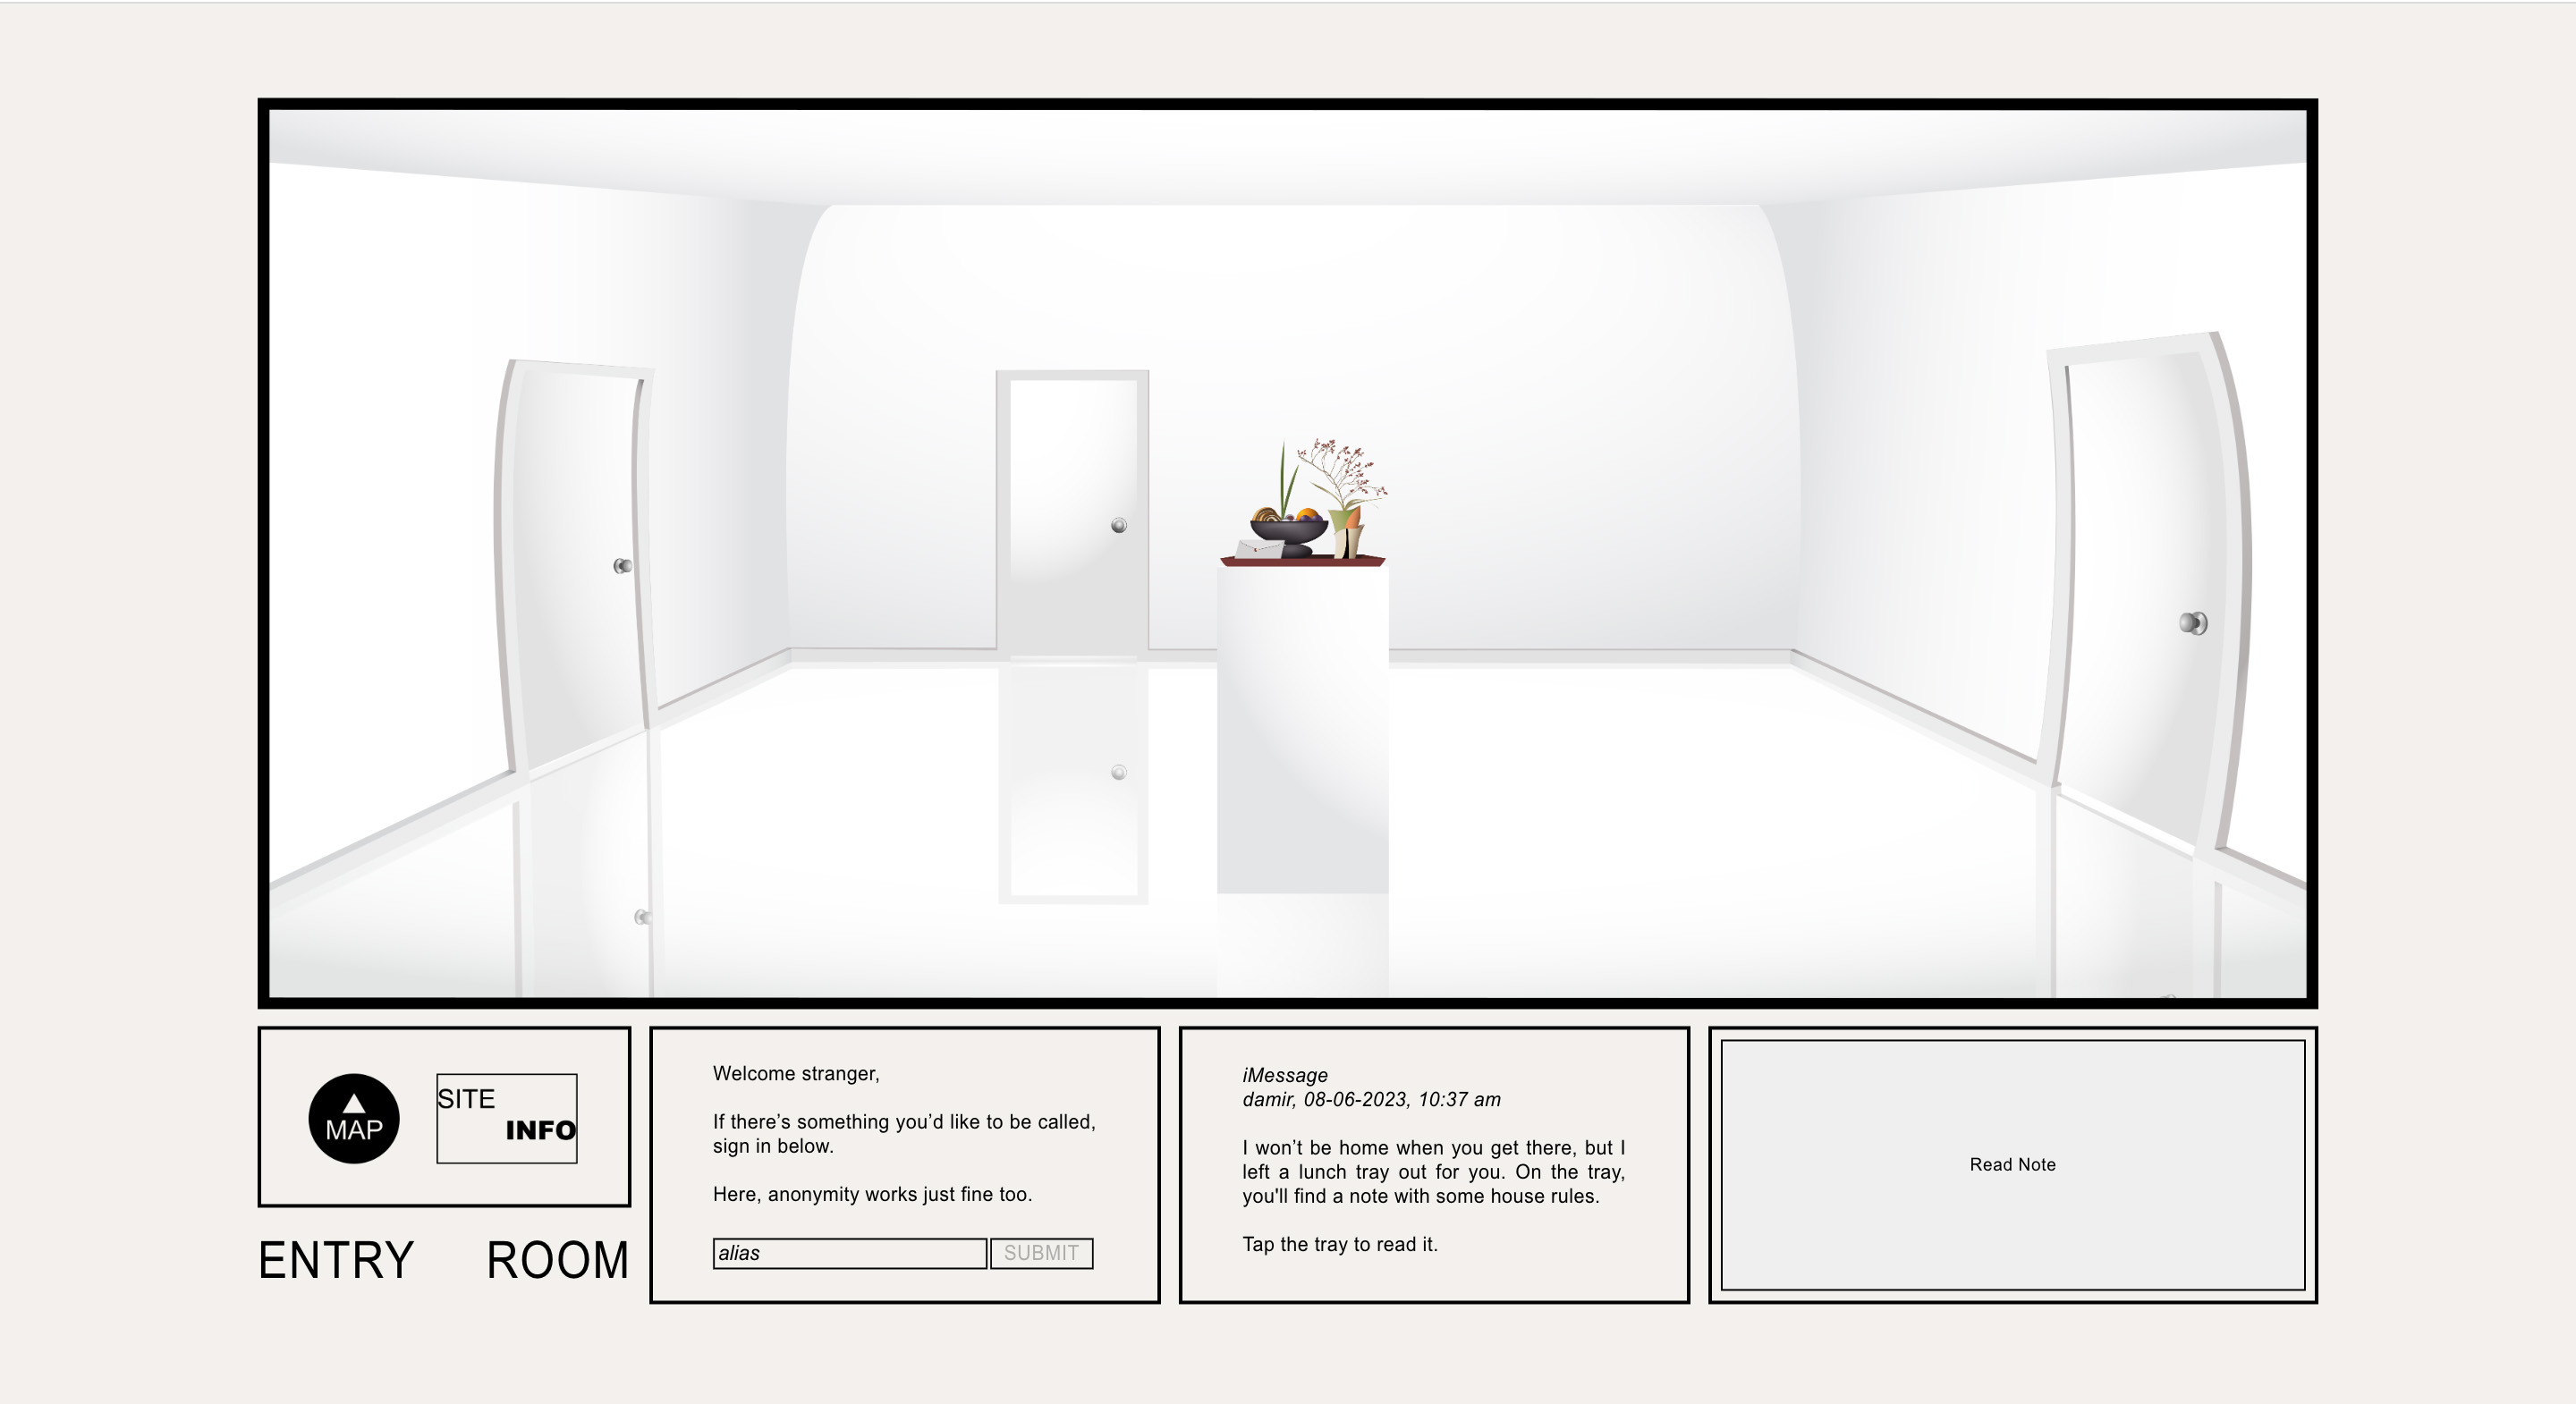 MAP
SITE
INFO
ENTRY ROOM
Welcome stranger,
If there’s something you’d like to be called,
sign in below.
Here, anonymity works just fine too.
alias
SUBMIT
iMessage
damir, 08-06-2023, 10:37 am
I won’t be home when you get there, but I
left a lunch tray out for you. On the tray,
you'll find a note with some house rules.
Tap the tray to read it.
Read Note